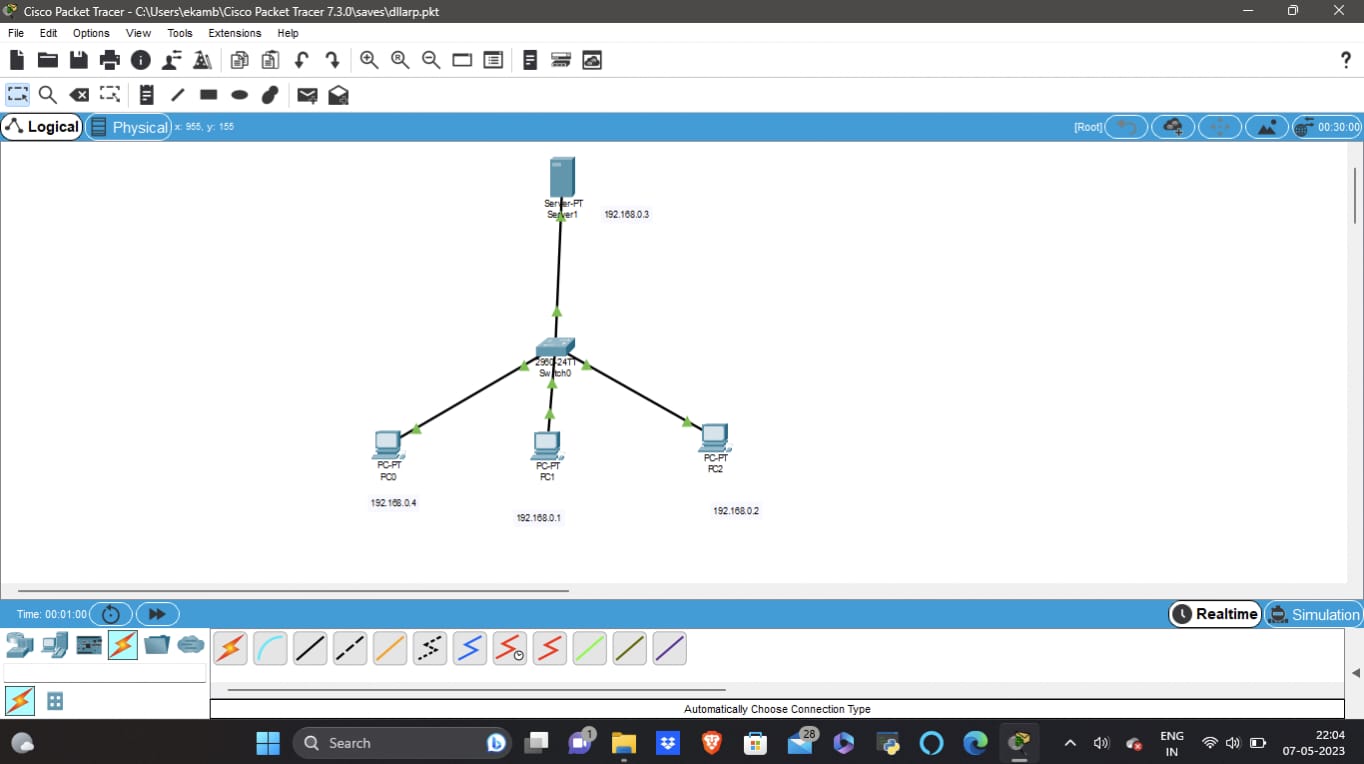 Cisco Packet Tracer - C:\Users\ekamb\Cisco Packet Tracer 7.3.0\saves\dllarp.pkt
File Edit Options View Tools Extensions Help
?
Logical Physical x: 955, y: 155 [Root] 00:30:00
Server-PT
Server1 192.168.0.3
2960-24TT
Switch0
PC-PT
PC0
PC-PT
PC1
PC-PT
PC2
192.168.0.4
192.168.0.1
192.168.0.2
Time: 00:01:00 Realtime Simulation
Automatically Choose Connection Type
Search 1 28 ENG 22:04
IN 07-05-2023